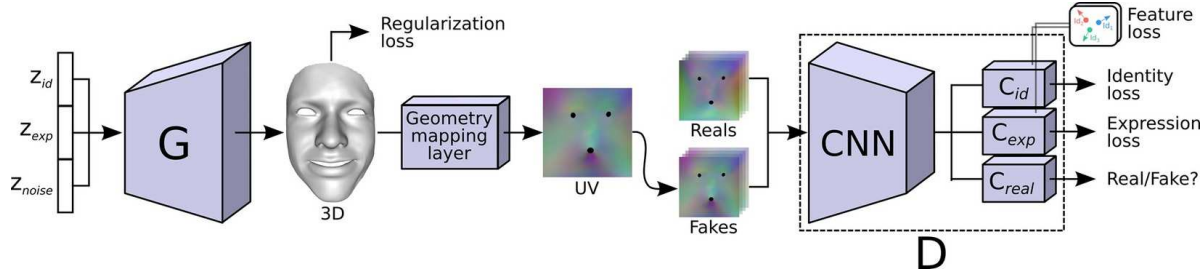 z_id
z_exp
z_noise
G
Regularization
loss
3D
Geometry
mapping
layer
UV
Reals
Fakes
CNN
C_id
C_exp
C_real
D
Feature
loss
Identity
loss
Expression
loss
Real/Fake?